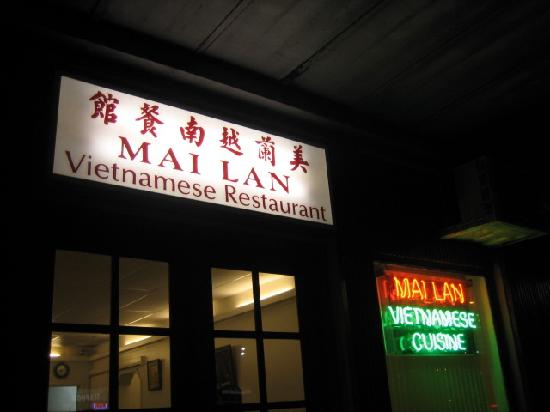 美蘭越南餐館
MAI LAN
Vietnamese Restaurant
MAI LAN
VIETNAMESE
CUISINE